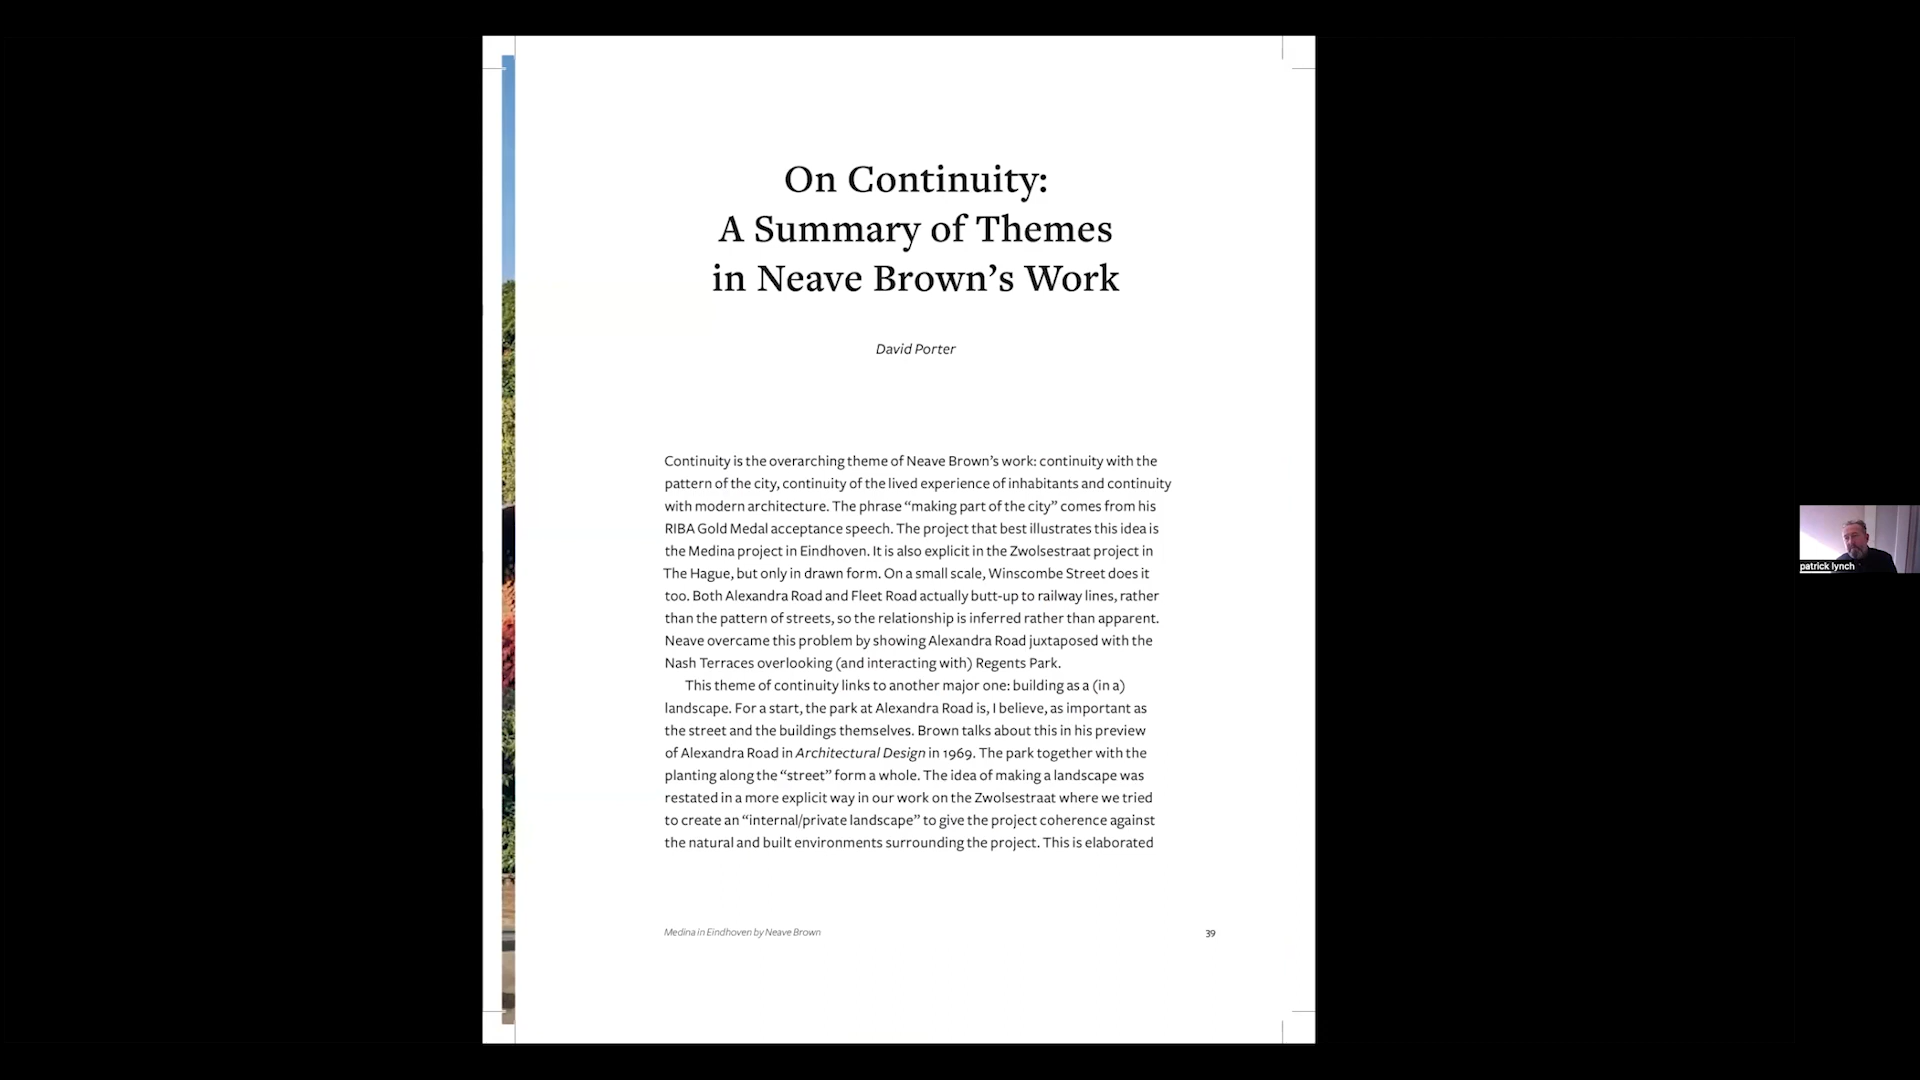 On Continuity:
A Summary of Themes
in Neave Brown’s Work
David Porter
Continuity is the overarching theme of Neave Brown’s work: continuity with the
pattern of the city, continuity of the lived experience of inhabitants and continuity
with modern architecture. The phrase “making part of the city” comes from his
RIBA Gold Medal acceptance speech. The project that best illustrates this idea is
the Medina project in Eindhoven. It is also explicit in the Zwolsestraat project in
The Hague, but only in drawn form. On a small scale, Winscombe Street does it
too. Both Alexandra Road and Fleet Road actually butt-up to railway lines, rather
than the pattern of streets, so the relationship is inferred rather than apparent.
Neave overcame this problem by showing Alexandra Road juxtaposed with the
Nash Terraces overlooking (and interacting with) Regents Park.
This theme of continuity links to another major one: building as a (in a)
landscape. For a start, the park at Alexandra Road is, I believe, as important as
the street and the buildings themselves. Brown talks about this in his preview
of Alexandra Road in Architectural Design in 1969. The park together with the
planting along the “street” form a whole. The idea of making a landscape was
restated in a more explicit way in our work on the Zwolsestraat where we tried
to create an “internal/private landscape” to give the project coherence against
the natural and built environments surrounding the project. This is elaborated
Medina in Eindhoven by Neave Brown
39
patrick lynch